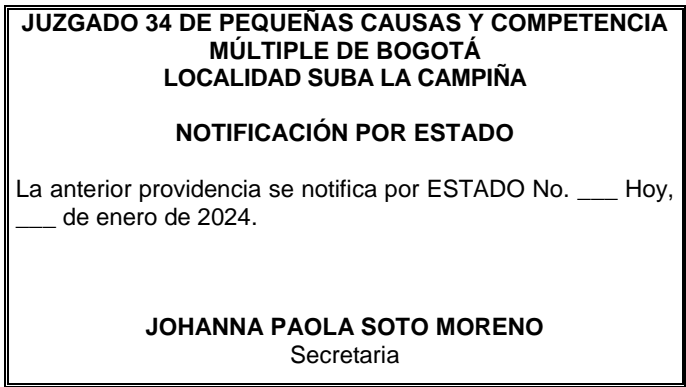 JUZGADO 34 DE PEQUEÑAS CAUSAS Y COMPETENCIA
MÚLTIPLE DE BOGOTÁ
LOCALIDAD SUBA LA CAMPIÑA
NOTIFICACIÓN POR ESTADO
La anterior providencia se notifica por ESTADO No. ___ Hoy,
___ de enero de 2024.
JOHANNA PAOLA SOTO MORENO
Secretaria